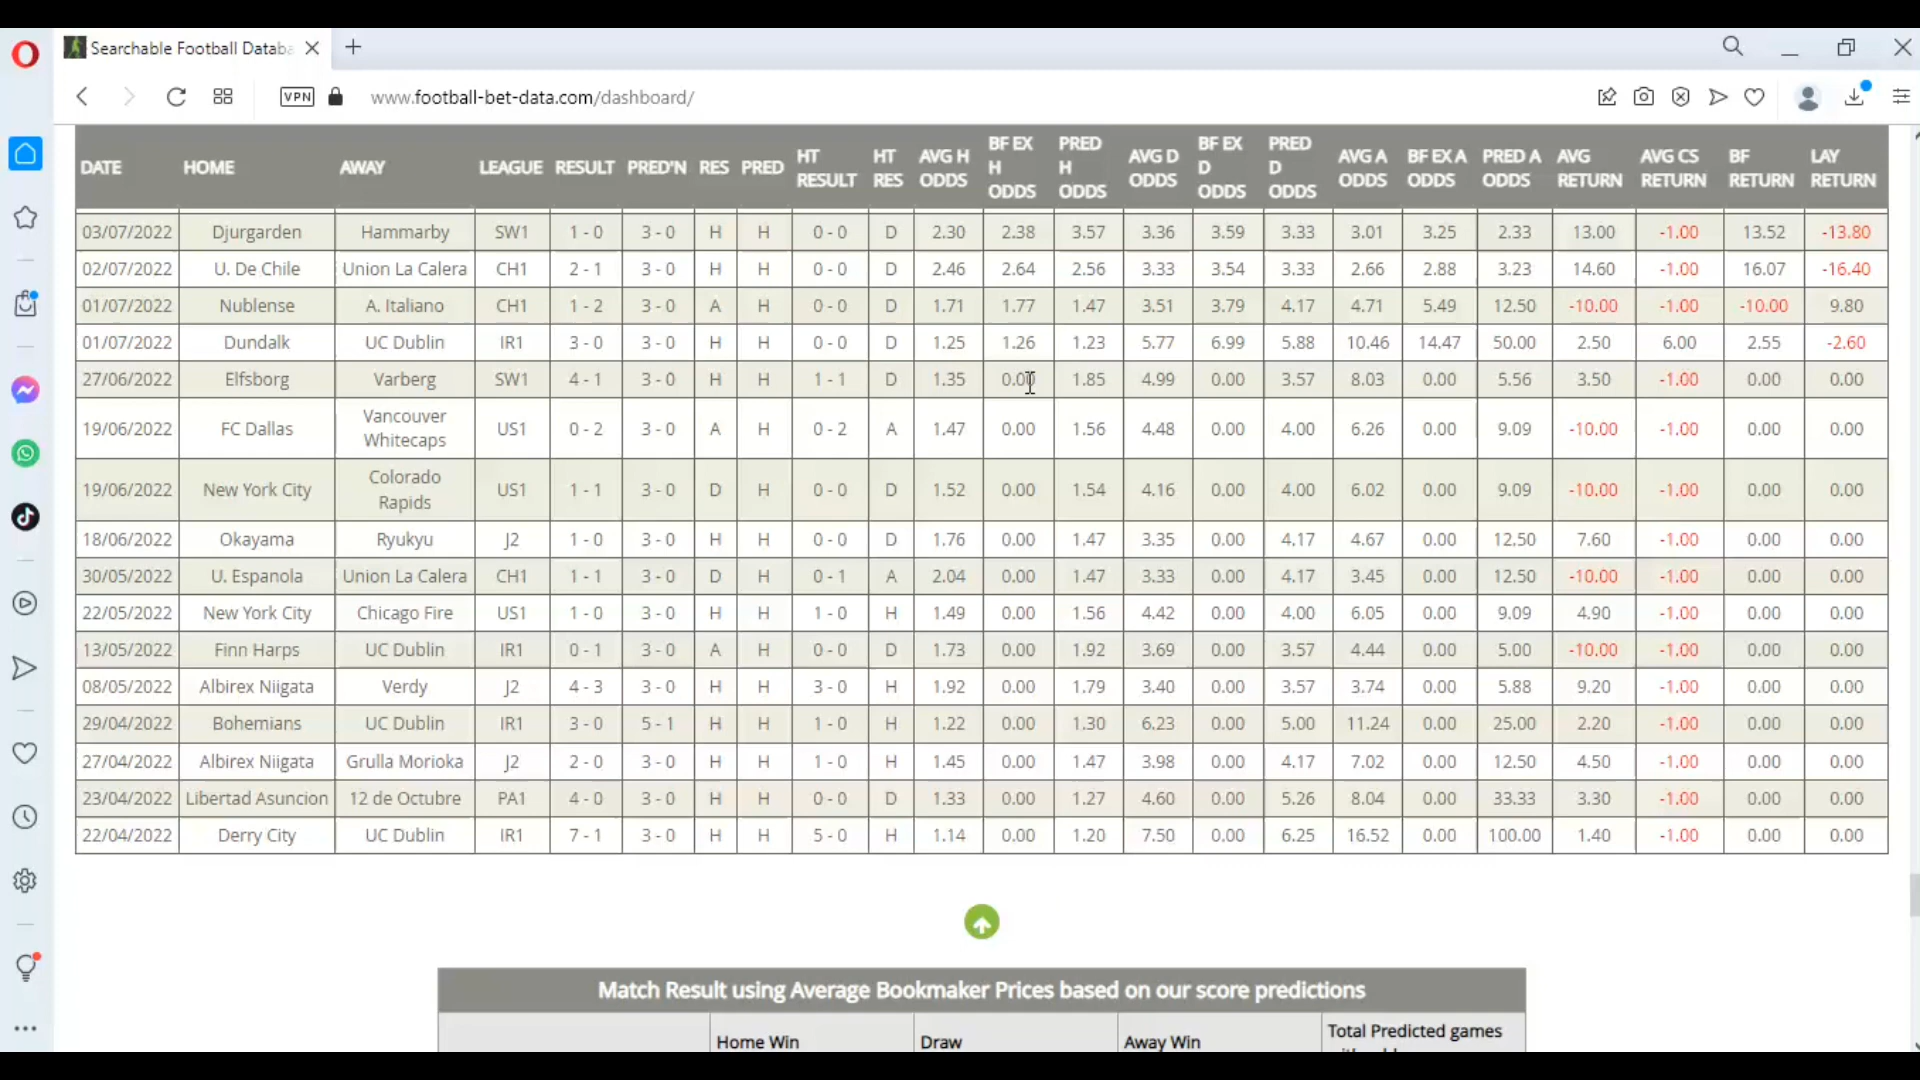 Searchable Football Databa
VPN
www.football-bet-data.com/dashboard/
DATE HOME AWAY LEAGUE RESULT PRED'N RES PRED HT RESULT HT RES AVG H ODDS BF EX H ODDS PRED H ODDS AVG D ODDS BF EX D ODDS PRED D ODDS AVG A ODDS BF EX A ODDS PRED A ODDS AVG RETURN AVG CS RETURN BF RETURN LAY RETURN
03/07/2022 Djurgarden Hammarby SW1 1 - 0 3 - 0 H H 0 - 0 D 2.30 2.38 3.57 3.36 3.59 3.33 3.01 3.25 2.33 13.00 -1.00 13.52 -13.80
02/07/2022 U. De Chile Union La Calera CH1 2 - 1 3 - 0 H H 0 - 0 D 2.46 2.64 2.56 3.33 3.54 3.33 2.66 2.88 3.23 14.60 -1.00 16.07 -16.40
01/07/2022 Nublense A. Italiano CH1 1 - 2 3 - 0 A H 0 - 0 D 1.71 1.77 1.47 3.51 3.79 4.17 4.71 5.49 12.50 -10.00 -1.00 -10.00 9.80
01/07/2022 Dundalk UC Dublin IR1 3 - 0 3 - 0 H H 0 - 0 D 1.25 1.26 1.23 5.77 6.99 5.88 10.46 14.47 50.00 2.50 6.00 2.55 -2.60
27/06/2022 Elfsborg Varberg SW1 4 - 1 3 - 0 H H 1 - 1 D 1.35 0.00 1.85 4.99 0.00 3.57 8.03 0.00 5.56 3.50 -1.00 0.00 0.00
19/06/2022 FC Dallas Vancouver Whitecaps US1 0 - 2 3 - 0 A H 0 - 2 A 1.47 0.00 1.56 4.48 0.00 4.00 6.26 0.00 9.09 -10.00 -1.00 0.00 0.00
19/06/2022 New York City Colorado Rapids US1 1 - 1 3 - 0 D H 0 - 0 D 1.52 0.00 1.54 4.16 0.00 4.00 6.02 0.00 9.09 -10.00 -1.00 0.00 0.00
18/06/2022 Okayama Ryukyu J2 1 - 0 3 - 0 H H 0 - 0 D 1.76 0.00 1.47 3.35 0.00 4.17 4.67 0.00 12.50 7.60 -1.00 0.00 0.00
30/05/2022 U. Espanola Union La Calera CH1 1 - 1 3 - 0 D H 0 - 1 A 2.04 0.00 1.47 3.33 0.00 4.17 3.45 0.00 12.50 -10.00 -1.00 0.00 0.00
22/05/2022 New York City Chicago Fire US1 1 - 0 3 - 0 H H 1 - 0 H 1.49 0.00 1.56 4.42 0.00 4.00 6.05 0.00 9.09 4.90 -1.00 0.00 0.00
13/05/2022 Finn Harps UC Dublin IR1 0 - 1 3 - 0 A H 0 - 0 D 1.73 0.00 1.92 3.69 0.00 3.57 4.44 0.00 5.00 -10.00 -1.00 0.00 0.00
08/05/2022 Albirex Niigata Verdy J2 4 - 3 3 - 0 H H 3 - 0 H 1.92 0.00 1.79 3.40 0.00 3.57 3.74 0.00 5.88 9.20 -1.00 0.00 0.00
29/04/2022 Bohemians UC Dublin IR1 3 - 0 5 - 1 H H 1 - 0 H 1.22 0.00 1.30 6.23 0.00 5.00 11.24 0.00 25.00 2.20 -1.00 0.00 0.00
27/04/2022 Albirex Niigata Grulla Morioka J2 2 - 0 3 - 0 H H 1 - 0 H 1.45 0.00 1.47 3.98 0.00 4.17 7.02 0.00 12.50 4.50 -1.00 0.00 0.00
23/04/2022 Libertad Asuncion 12 de Octubre PA1 4 - 0 3 - 0 H H 0 - 0 D 1.33 0.00 1.27 4.60 0.00 5.26 8.04 0.00 33.33 3.30 -1.00 0.00 0.00
22/04/2022 Derry City UC Dublin IR1 7 - 1 3 - 0 H H 5 - 0 H 1.14 0.00 1.20 7.50 0.00 6.25 16.52 0.00 100.00 1.40 -1.00 0.00 0.00
Match Result using Average Bookmaker Prices based on our score predictions
Home Win Draw Away Win Total Predicted games